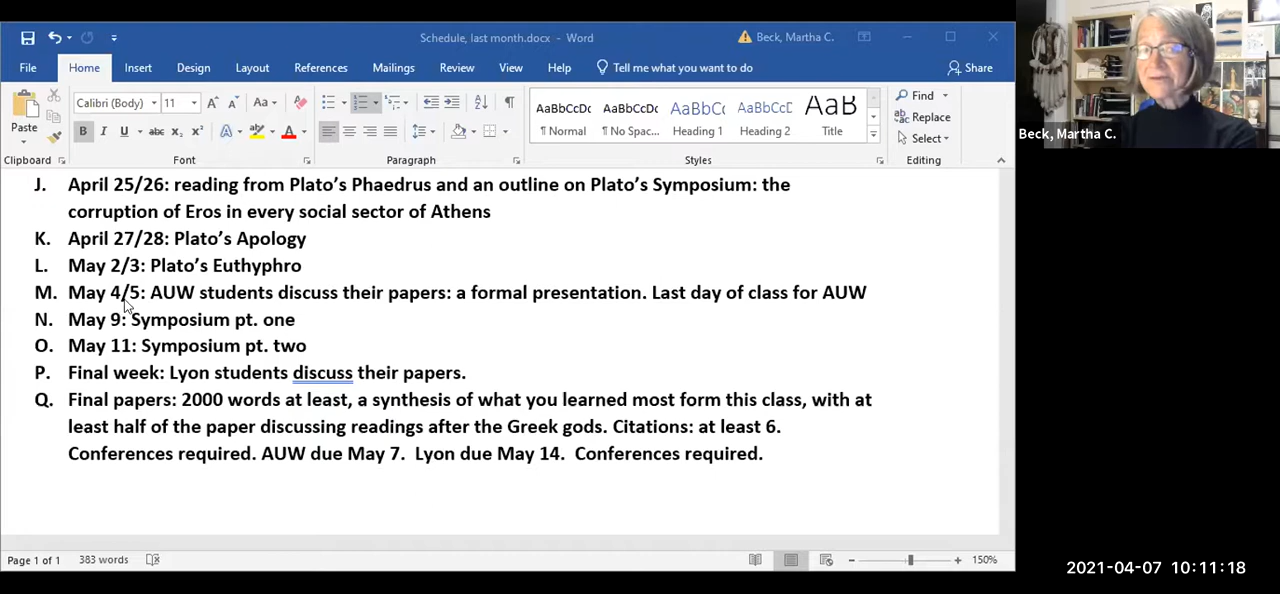 Schedule, last month.docx - Word
Beck, Martha C.
File Home Insert Design Layout References Mailings Review View Help Tell me what you want to do Share
Paste
Clipboard
Calibri (Body) 11 Aa
B I U abc x₂ x² A A
Font
Paragraph
AaBbCcDc AaBbCcDc AaBbCc AaBbCcD AaB
¶ Normal ¶ No Spac... Heading 1 Heading 2 Title
Styles
Find
Replace
Select
Editing
Beck, Martha C.
J. April 25/26: reading from Plato's Phaedrus and an outline on Plato's Symposium: the
corruption of Eros in every social sector of Athens
K. April 27/28: Plato's Apology
L. May 2/3: Plato's Euthyphro
M. May 4/5: AUW students discuss their papers: a formal presentation. Last day of class for AUW
N. May 9: Symposium pt. one
O. May 11: Symposium pt. two
P. Final week: Lyon students discuss their papers.
Q. Final papers: 2000 words at least, a synthesis of what you learned most form this class, with at
least half of the paper discussing readings after the Greek gods. Citations: at least 6.
Conferences required. AUW due May 7. Lyon due May 14. Conferences required.
Page 1 of 1 383 words 150%
2021-04-07 10:11:18